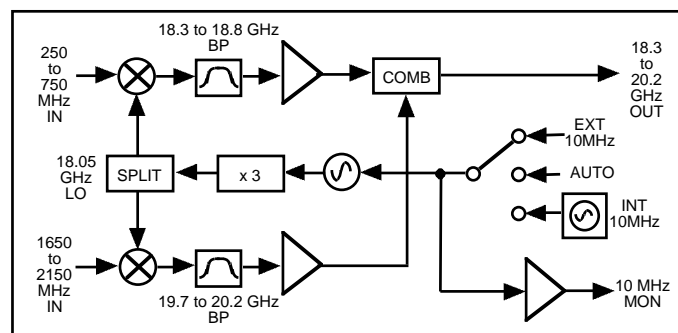 18.3 to 18.8 GHz
BP
250
to
750
MHz
IN
COMB
18.3
to
20.2
GHz
OUT
EXT
10MHz
18.05
GHz
LO
SPLIT
x 3
AUTO
INT
10MHz
1650
to
2150
MHz
IN
19.7 to 20.2 GHz
BP
10 MHz
MON